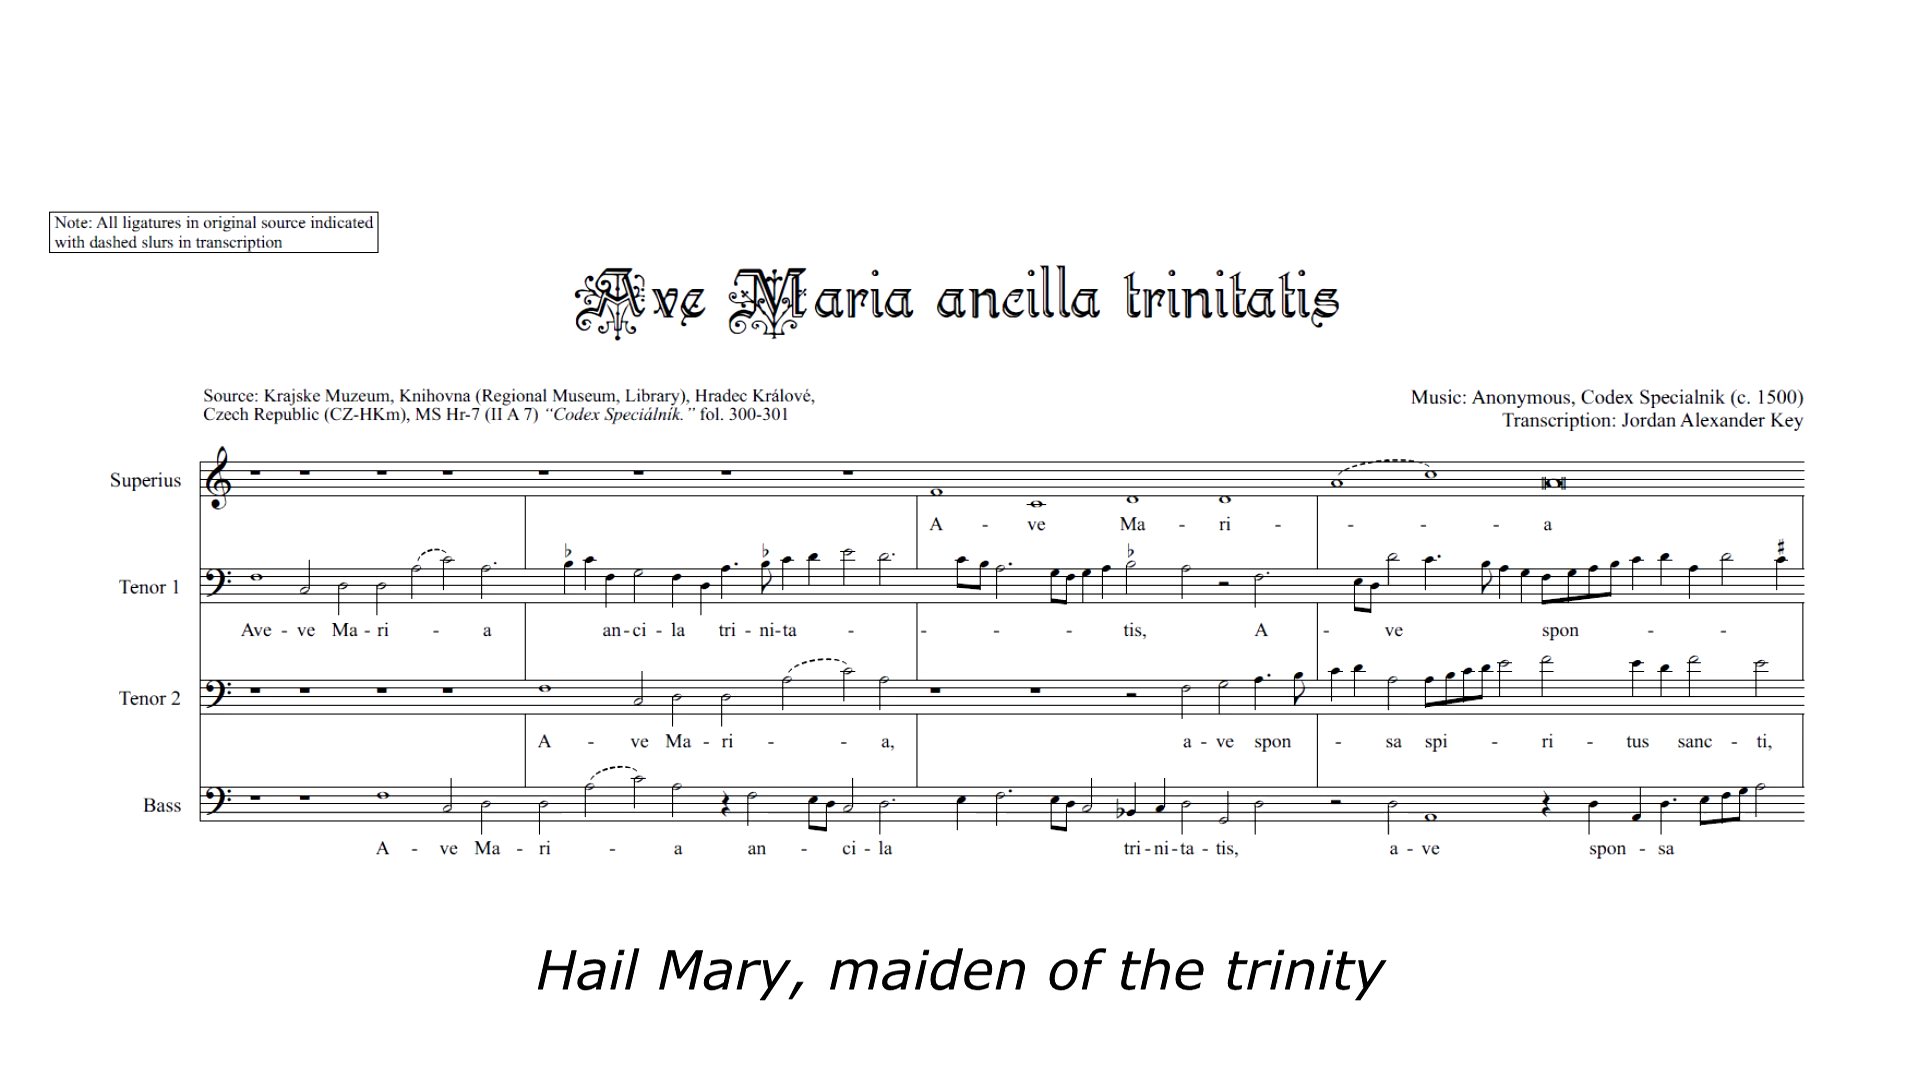 Note: All ligatures in original source indicated
with dashed slurs in transcription
Ave Maria ancilla trinitatis
Source: Krajske Muzeum, Knihovna (Regional Museum, Library), Hradec Králové,
Czech Republic (CZ-HKm), MS Hr-7 (II A 7) “Codex Speciálník.” fol. 300-301
Music: Anonymous, Codex Specialnik (c. 1500)
Transcription: Jordan Alexander Key
Superius
A - ve Ma - ri - - - - a
Tenor 1
Ave - ve Ma - ri - a an - ci - la tri - ni - ta - - - - tis, A - ve spon - -
Tenor 2
A - ve Ma - ri - - a, a - ve spon - sa spi - ri - tus sanc - ti,
Bass
A - ve Ma - ri - a an - ci - la tri - ni - ta - tis, a - ve spon - sa
Hail Mary, maiden of the trinity